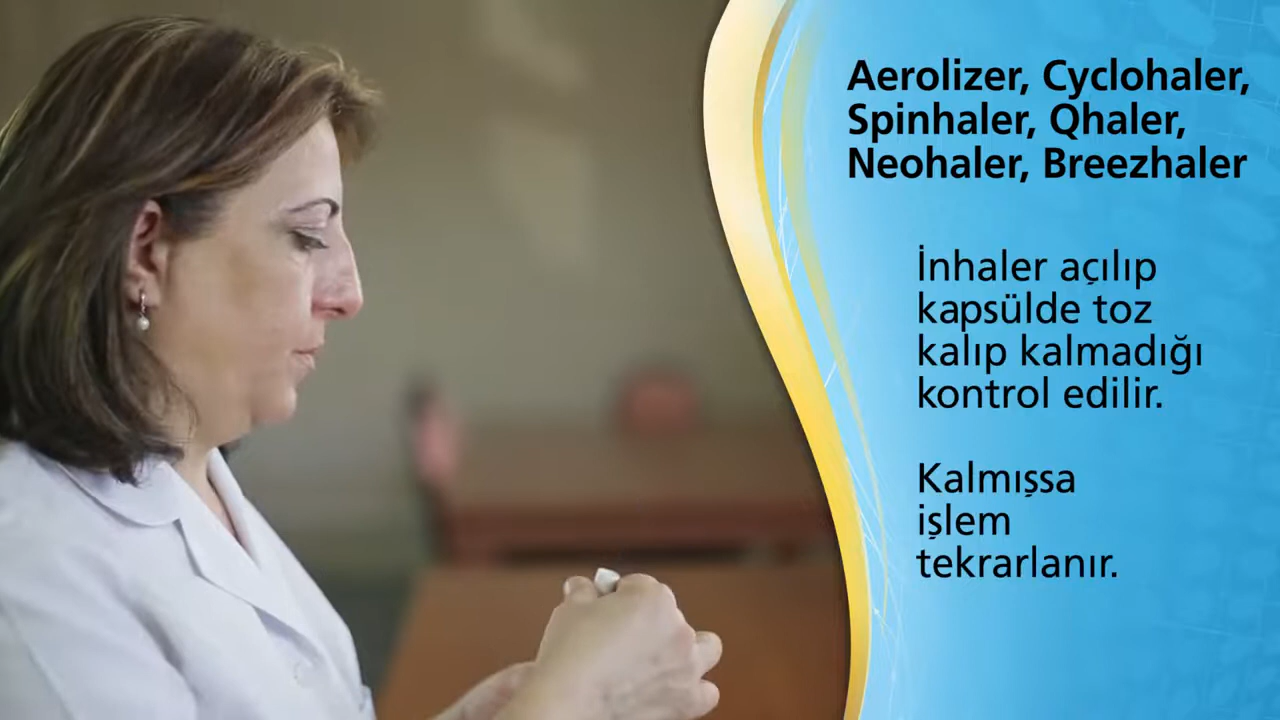 Aerolizer, Cyclohaler,
Spinhaler, Qhaler,
Neohaler, Breezhaler
İnhaler açılıp
kapsülde toz
kalıp kalmadığı
kontrol edilir.
Kalmışsa
işlem
tekrarlanır.